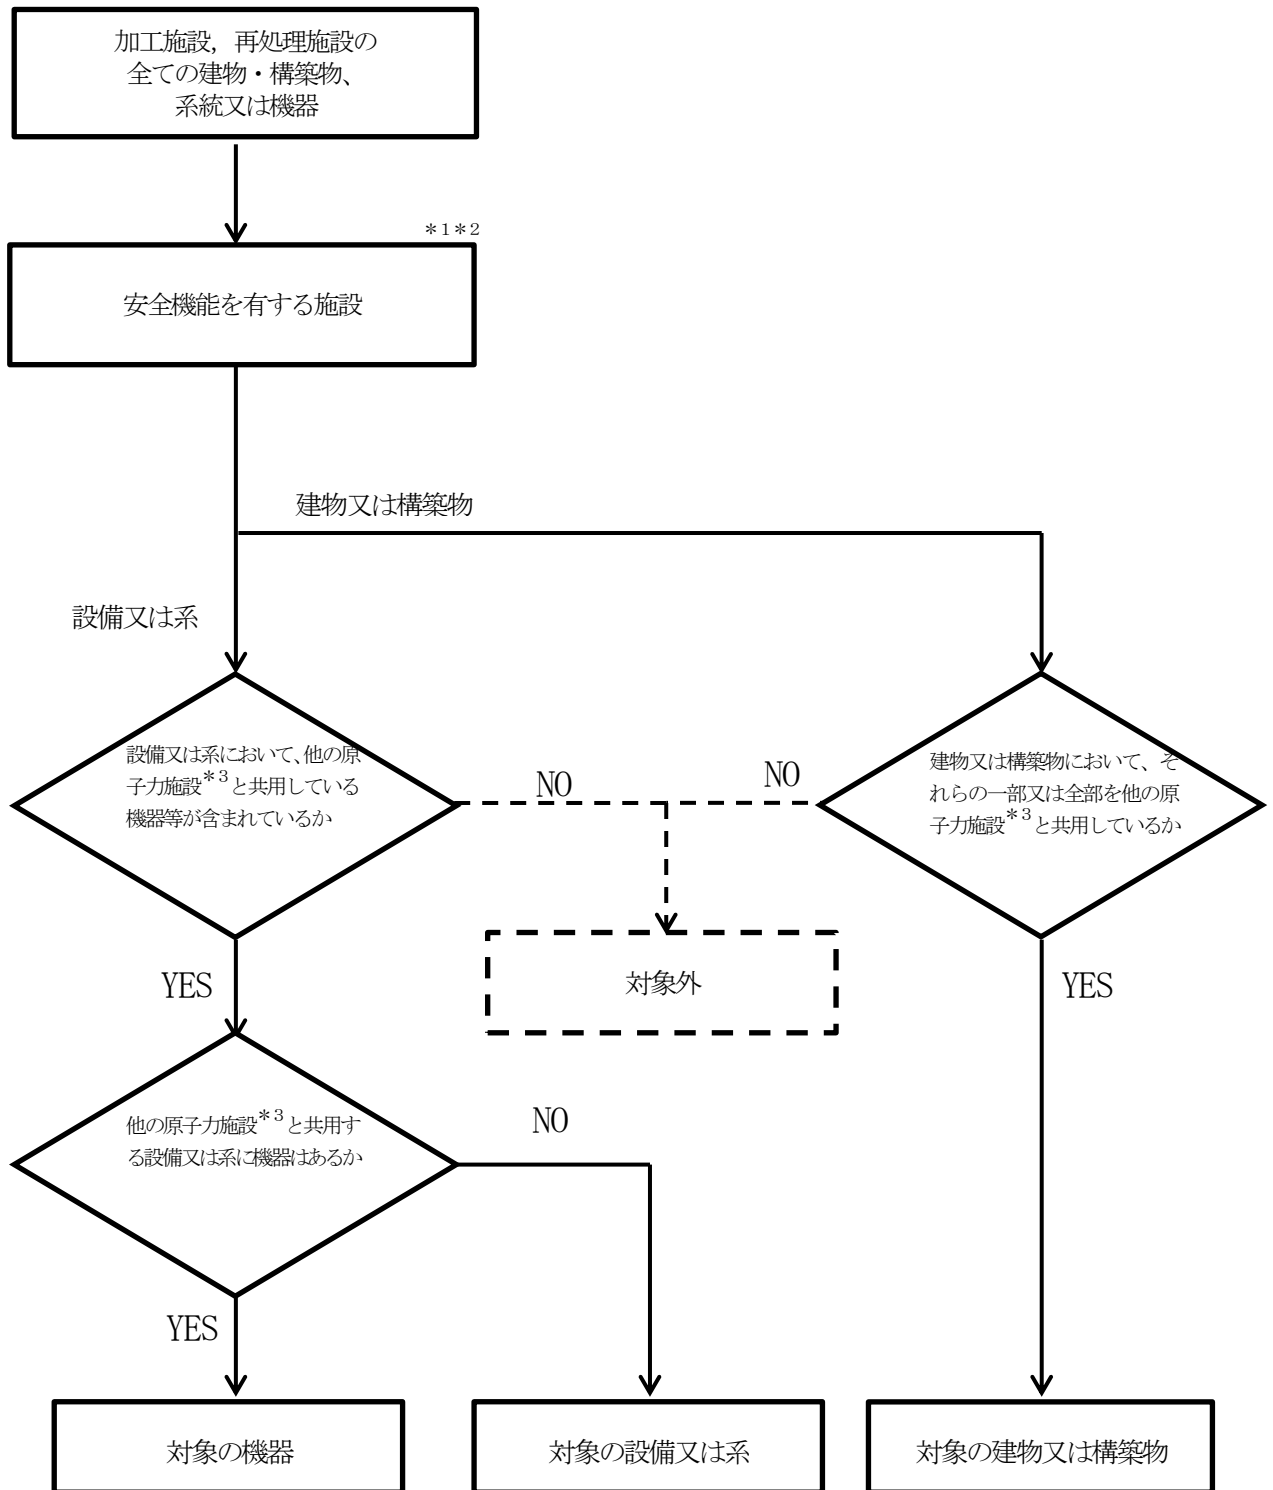 加工施設，再処理施設の
全ての建物・構築物、
系統又は機器
＊1＊2
安全機能を有する施設
建物又は構築物
設備又は系
設備又は系において、他の原
子力施設＊3と共用している
機器等が含まれているか
NO
NO
建物又は構築物において、そ
れらの一部又は全部を他の原
子力施設＊3と共用しているか
対象外
YES
YES
他の原子力施設＊3と共用す
る設備又は系に機器はあるか
NO
YES
対象の機器
対象の設備又は系
対象の建物又は構築物